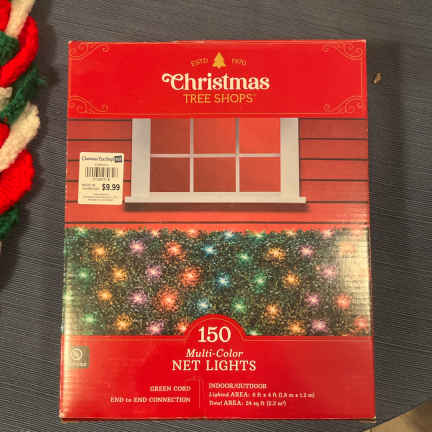 ESTD 1970
Christmas
TREE SHOPS
Christmas Tree Shops
$9.99
150
Multi-Color
NET LIGHTS
GREEN CORD
END to END CONNECTION
INDOOR/OUTDOOR
Lighted AREA: 6 ft x 4 ft (1.8 m x 1.2 m)
Total AREA: 24 sq ft (2.2 m²)